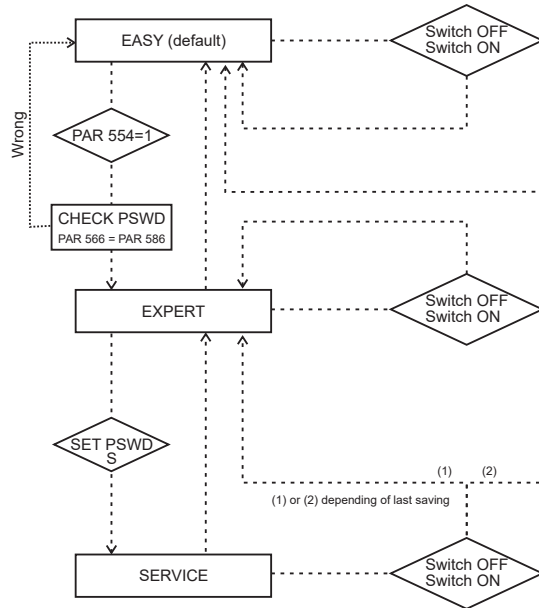 EASY (default)
Switch OFF
Switch ON
Wrong
PAR 554=1
CHECK PSWD
PAR 566 = PAR 586
EXPERT
Switch OFF
Switch ON
SET PSWD
S
(1)
(2)
(1) or (2) depending of last saving
SERVICE
Switch OFF
Switch ON